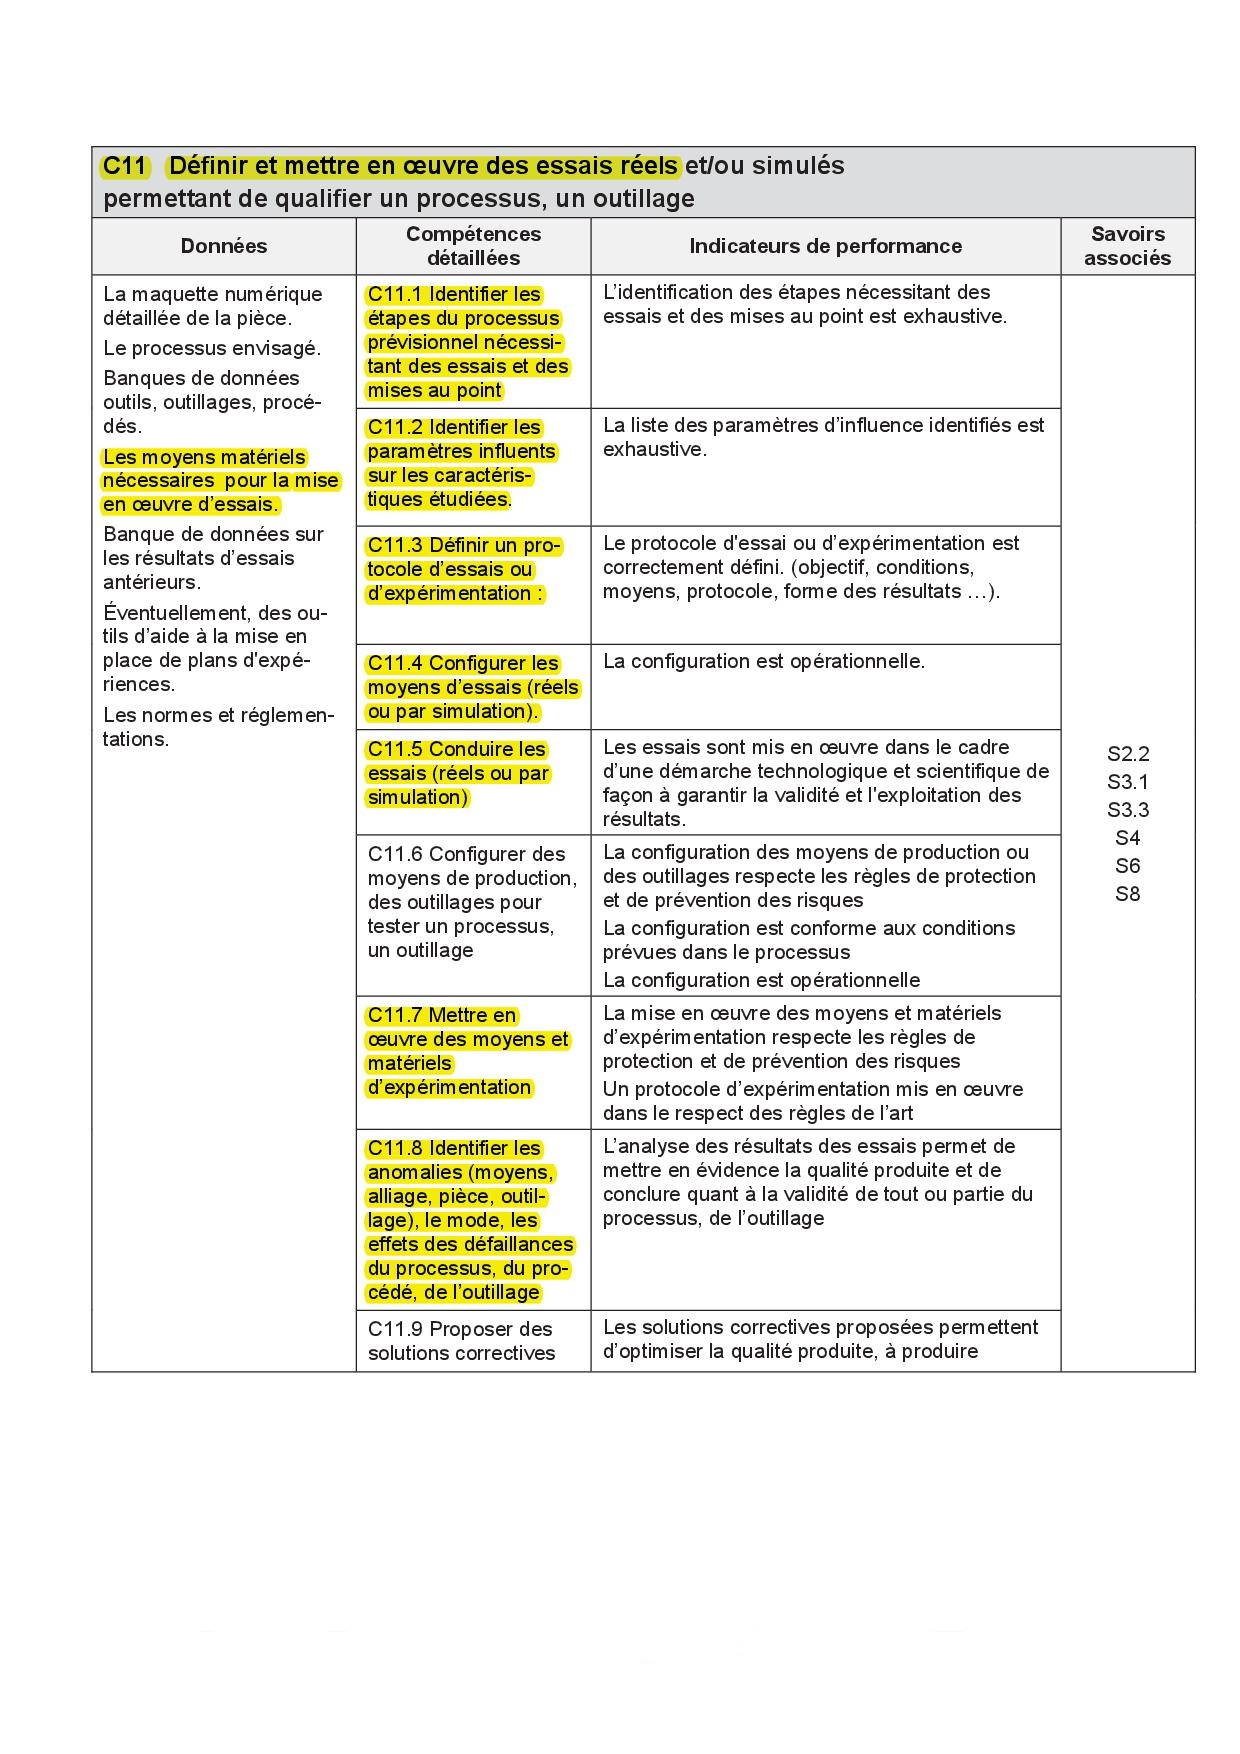 C11 Définir et mettre en œuvre des essais réels et/ou simulés
permettant de qualifier un processus, un outillage
Données
Compétences
détaillées
Indicateurs de performance
Savoirs
associés
La maquette numérique
détaillée de la pièce.
Le processus envisagé.
Banques de données
outils, outillages, procé-
dés.
Les moyens matériels
nécessaires pour la mise
en œuvre d’essais.
Banque de données sur
les résultats d’essais
antérieurs.
Éventuellement, des ou-
tils d’aide à la mise en
place de plans d'expé-
riences.
Les normes et réglemen-
tations.
C11.1 Identifier les
étapes du processus
prévisionnel nécessi-
tant des essais et des
mises au point
L’identification des étapes nécessitant des
essais et des mises au point est exhaustive.
C11.2 Identifier les
paramètres influents
sur les caractéris-
tiques étudiées.
La liste des paramètres d’influence identifiés est
exhaustive.
C11.3 Définir un pro-
tocole d’essais ou
d’expérimentation :
Le protocole d'essai ou d’expérimentation est
correctement défini. (objectif, conditions,
moyens, protocole, forme des résultats …).
C11.4 Configurer les
moyens d’essais (réels
ou par simulation).
La configuration est opérationnelle.
C11.5 Conduire les
essais (réels ou par
simulation)
Les essais sont mis en œuvre dans le cadre
d’une démarche technologique et scientifique de
façon à garantir la validité et l'exploitation des
résultats.
C11.6 Configurer des
moyens de production,
des outillages pour
tester un processus,
un outillage
La configuration des moyens de production ou
des outillages respecte les règles de protection
et de prévention des risques
La configuration est conforme aux conditions
prévues dans le processus
La configuration est opérationnelle
C11.7 Mettre en
œuvre des moyens et
matériels
d’expérimentation
La mise en œuvre des moyens et matériels
d’expérimentation respecte les règles de
protection et de prévention des risques
Un protocole d’expérimentation mis en œuvre
dans le respect des règles de l’art
C11.8 Identifier les
anomalies (moyens,
alliage, pièce, outil-
lage), le mode, les
effets des défaillances
du processus, du pro-
cédé, de l’outillage
L’analyse des résultats des essais permet de
mettre en évidence la qualité produite et de
conclure quant à la validité de tout ou partie du
processus, de l’outillage
C11.9 Proposer des
solutions correctives
Les solutions correctives proposées permettent
d’optimiser la qualité produite, à produire
S2.2
S3.1
S3.3
S4
S6
S8